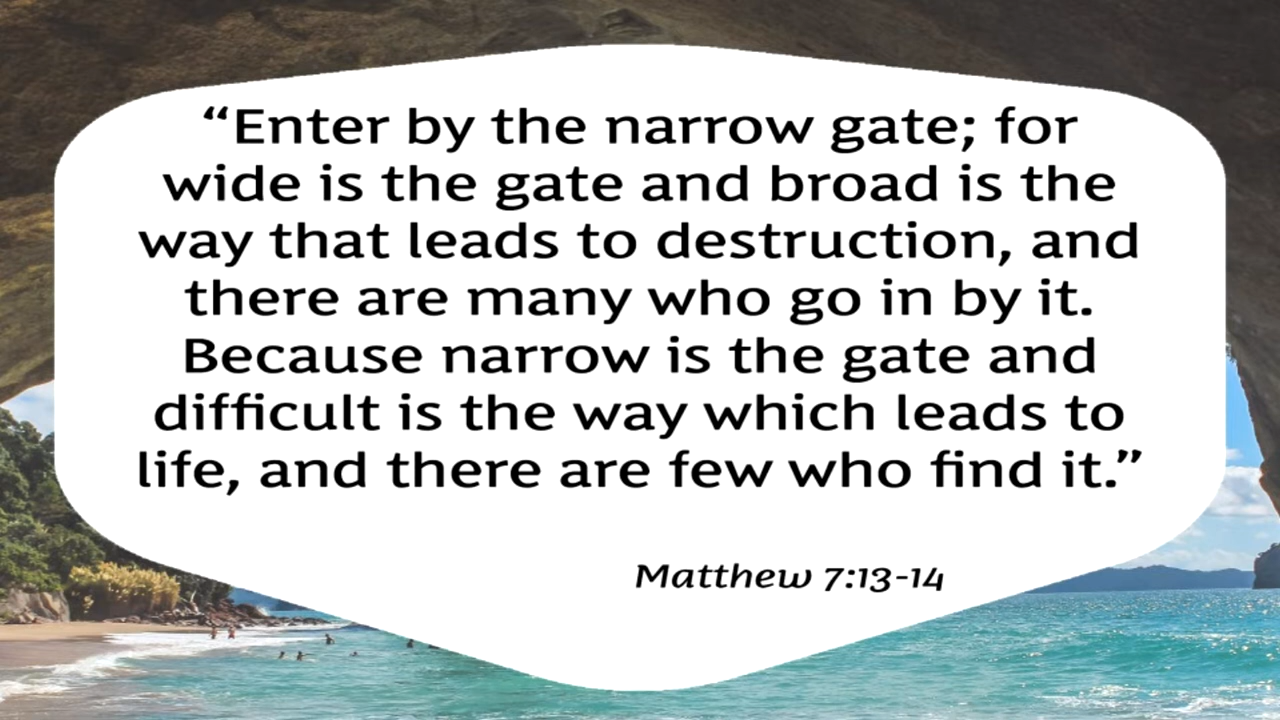 “Enter by the narrow gate; for
wide is the gate and broad is the
way that leads to destruction, and
there are many who go in by it.
Because narrow is the gate and
difficult is the way which leads to
life, and there are few who find it.”
Matthew 7:13-14